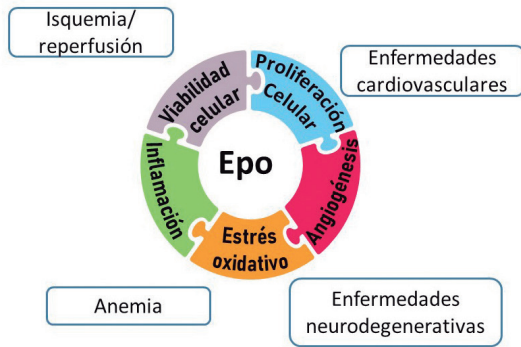 Isquemia/
reperfusión
Enfermedades
cardiovasculares
Viabilidad
celular
Proliferación
Celular
Inflamación
Epo
Angiogénesis
Estrés
oxidativo
Anemia
Enfermedades
neurodegenerativas